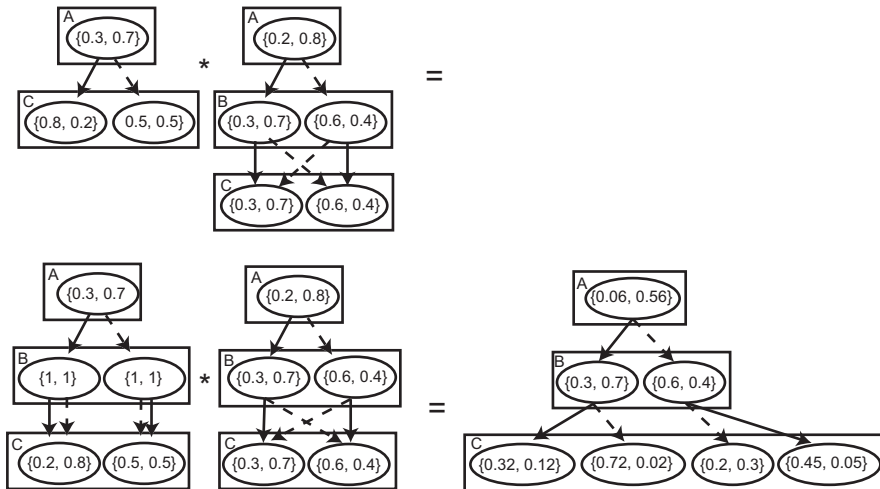 A A
{0.3, 0.7} {0.2, 0.8}
* =
C B
{0.8, 0.2} 0.5, 0.5} {0.3, 0.7} {0.6, 0.4}
C
{0.3, 0.7} {0.6, 0.4}
A A A
{0.3, 0.7 {0.2, 0.8} {0.06, 0.56}
B B B
{1, 1} {1, 1} * {0.3, 0.7} {0.6, 0.4} {0.3, 0.7} {0.6, 0.4}
=
C C C
{0.2, 0.8} {0.5, 0.5} {0.3, 0.7} {0.6, 0.4} {0.32, 0.12} {0.72, 0.02} {0.2, 0.3} {0.45, 0.05}